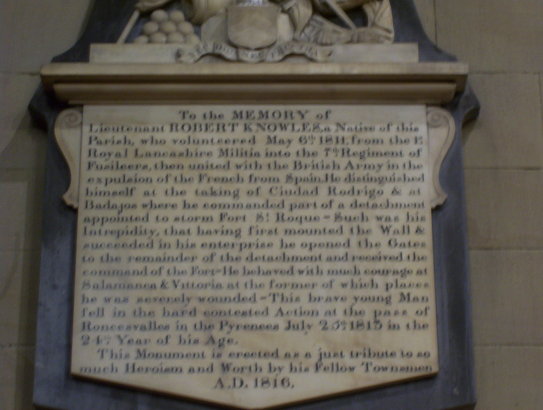 To the MEMORY of
Lieutenant ROBERT KNOWLES, a Native of this
Parish, who volunteered May 6th 1811, from the
Royal Lancashire Militia into the 7th Regiment of
Fusileers, then united with the British Army in the
expulsion of the French from Spain. He distinguished
himself at the taking of Ciudad Rodrigo & at
Badajos where he commanded part of a detachment
appointed to storm Fort St Roque - Such was his
Intrepidity, that having first mounted the Wall &
succeeded in his enterprise he opened the Gates
to the remainder of the detachment and received the
command of the Fort - He behaved with much courage at
Salamanca & Vittoria at the former of which places
he was severely wounded - This brave young Man
fell in the hard contested Action at the pass of
Roncesvalles in the Pyrenees July 25th 1813 in the
24th Year of his Age.
This Monument is erected as a just tribute to so
much Heroism and Worth by his Fellow Townsmen
A.D. 1816.